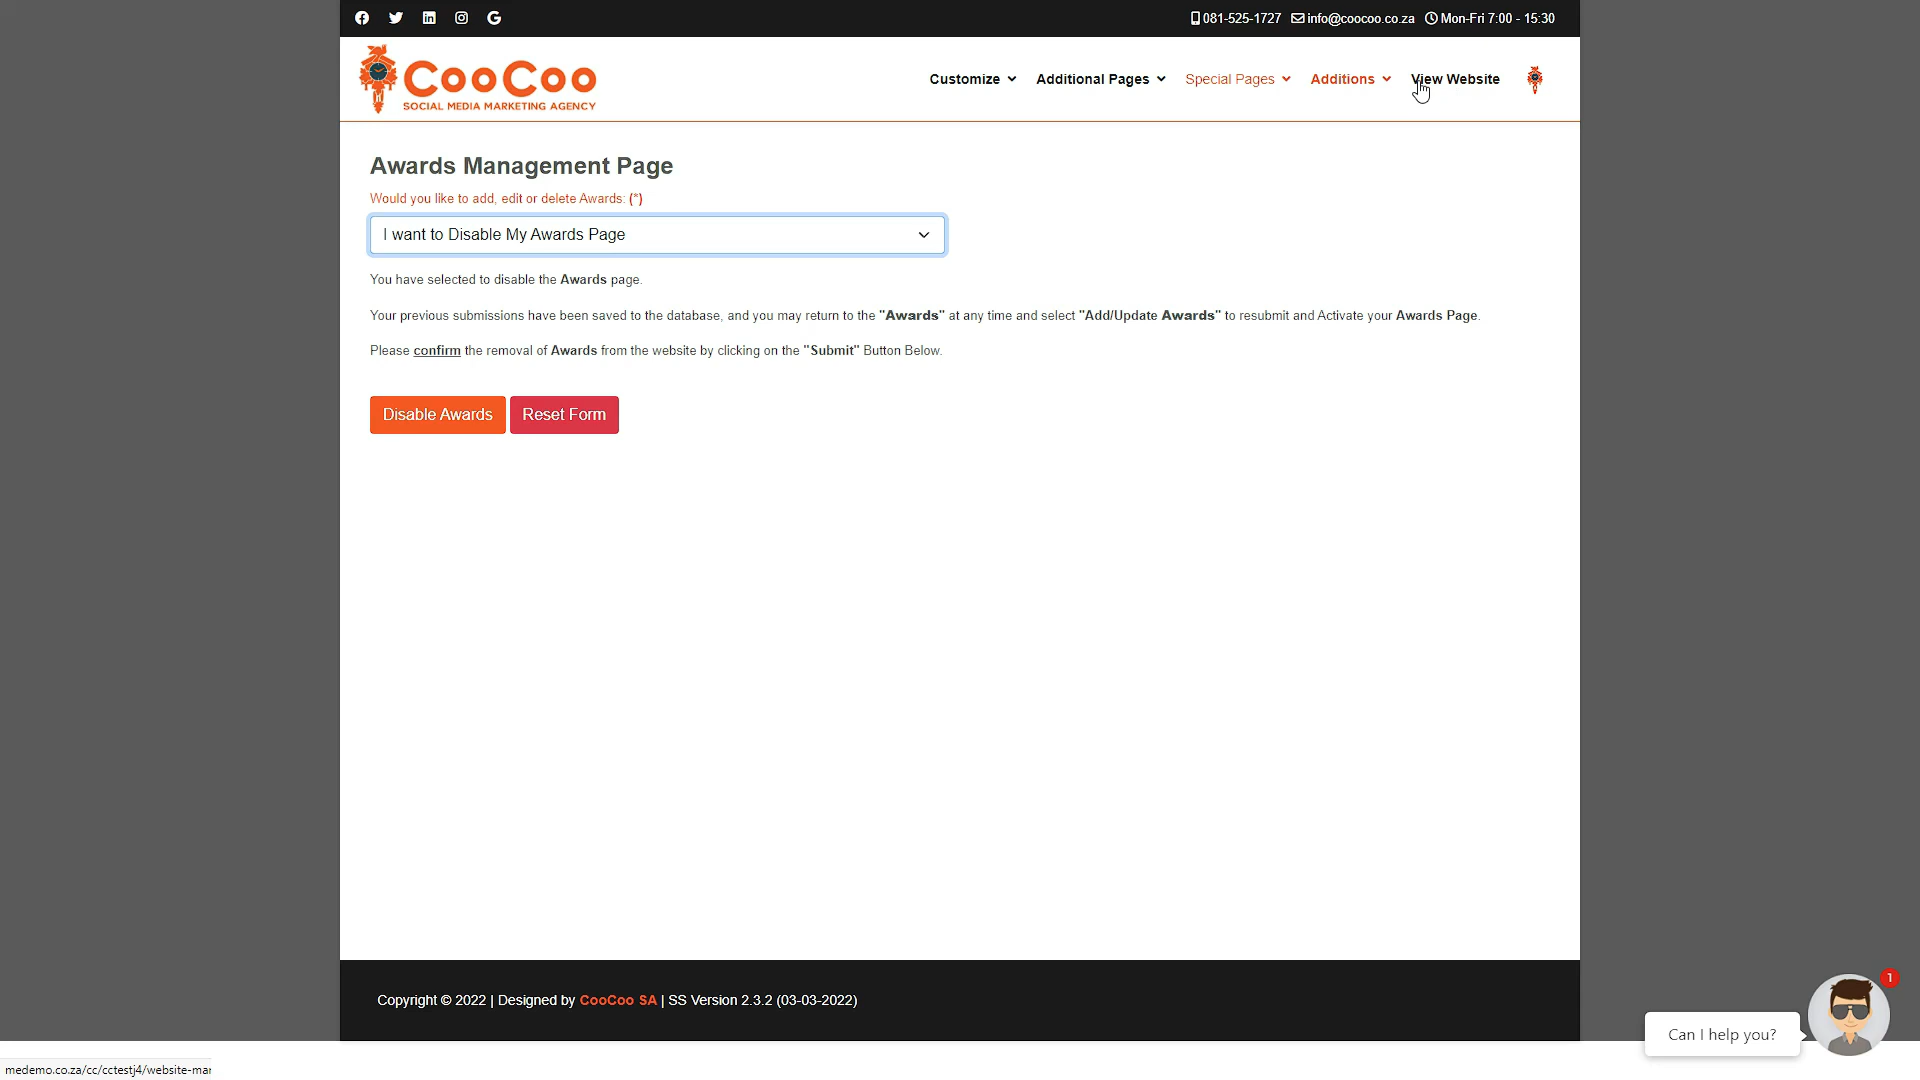 081-525-1727 info@coocoo.co.za Mon-Fri 7:00 - 15:30
CooCoo
SOCIAL MEDIA MARKETING AGENCY
Customize Additional Pages Special Pages Additions View Website
Awards Management Page
Would you like to add, edit or delete Awards: (*)
I want to Disable My Awards Page
You have selected to disable the Awards page.
Your previous submissions have been saved to the database, and you may return to the "Awards" at any time and select "Add/Update Awards" to resubmit and Activate your Awards Page.
Please confirm the removal of Awards from the website by clicking on the "Submit" Button Below.
Disable Awards Reset Form
Copyright © 2022 | Designed by CooCoo SA | SS Version 2.3.2 (03-03-2022)
1
Can I help you?
medemo.co.za/cc/cctestj4/website-mar